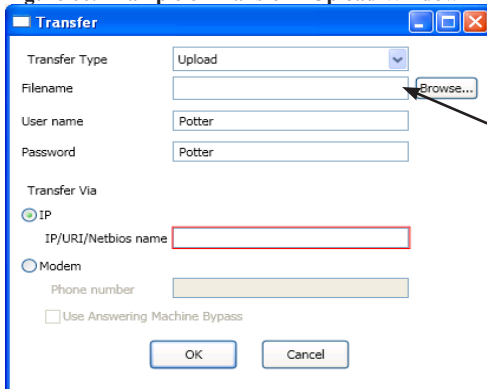 Transfer
Transfer Type Upload
Filename Browse...
User name Potter
Password Potter
Transfer Via
IP
IP/URI/Netbios name
Modem
Phone number
Use Answering Machine Bypass
OK Cancel